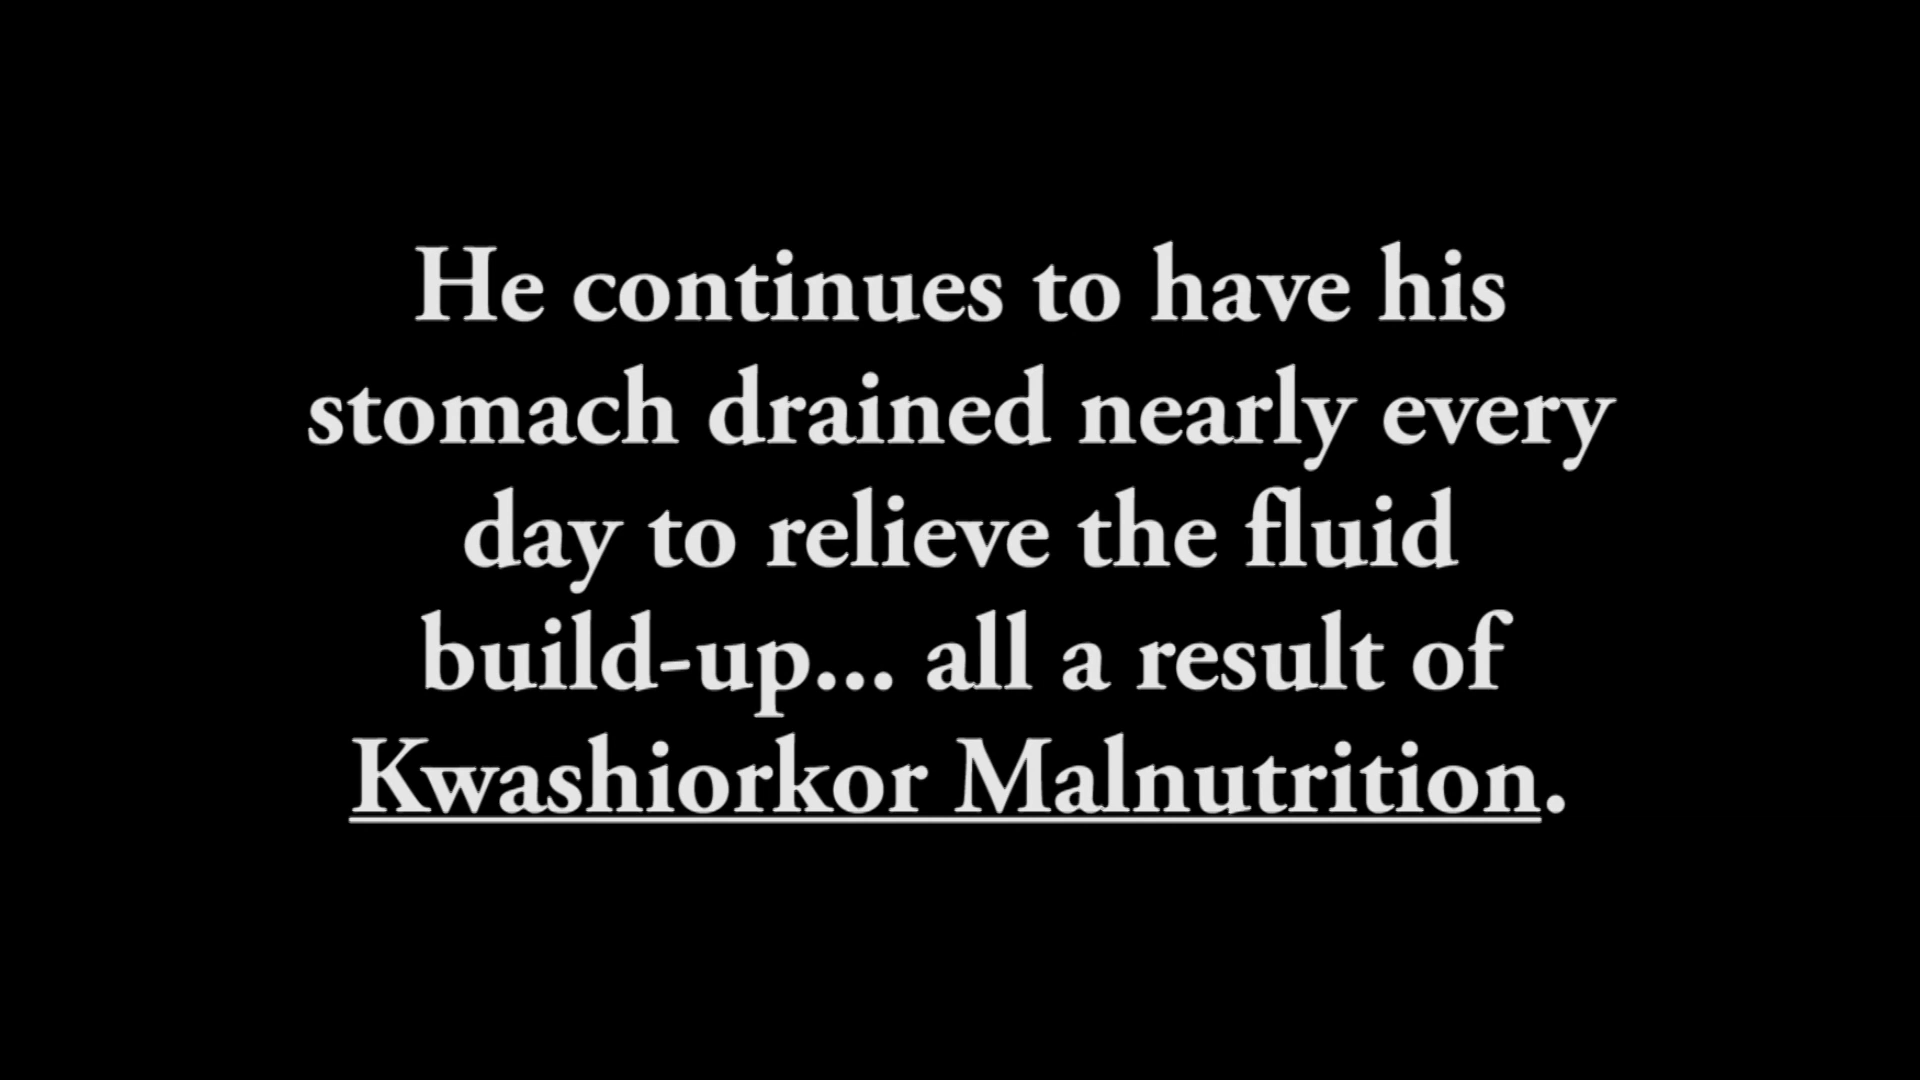 He continues to have his
stomach drained nearly every
day to relieve the fluid
build-up... all a result of
Kwashiorkor Malnutrition.